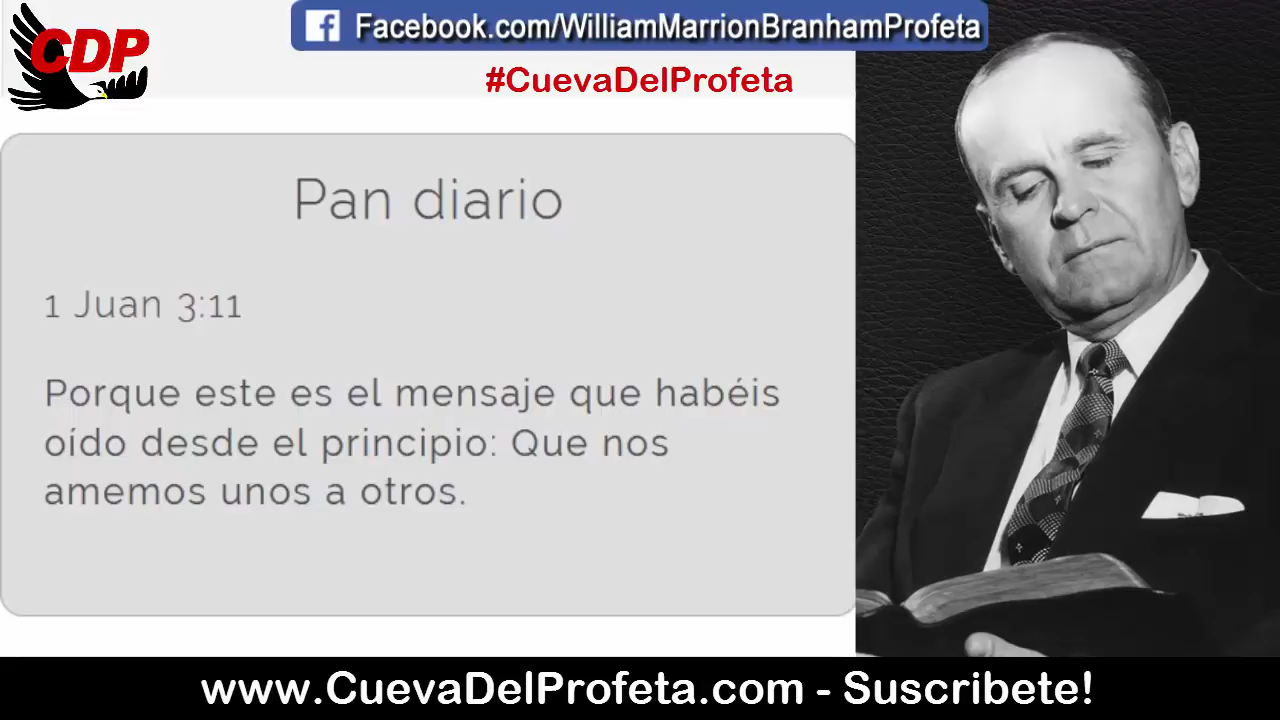 CDP
Facebook.com/WilliamMarrionBranhamProfeta
#CuevaDelProfeta
Pan diario
1 Juan 3:11
Porque este es el mensaje que habéis
oído desde el principio: Que nos
amemos unos a otros.
www.CuevaDelProfeta.com - Suscribete!